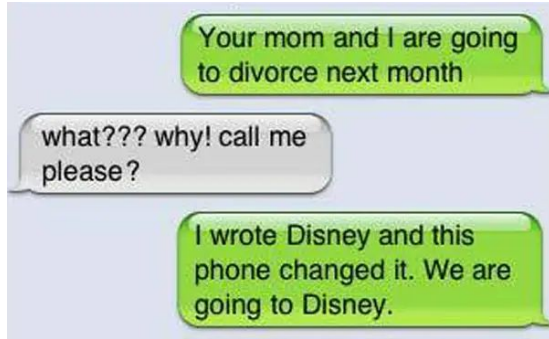 Your mom and I are going
to divorce next month
what??? why! call me
please?
I wrote Disney and this
phone changed it. We are
going to Disney.